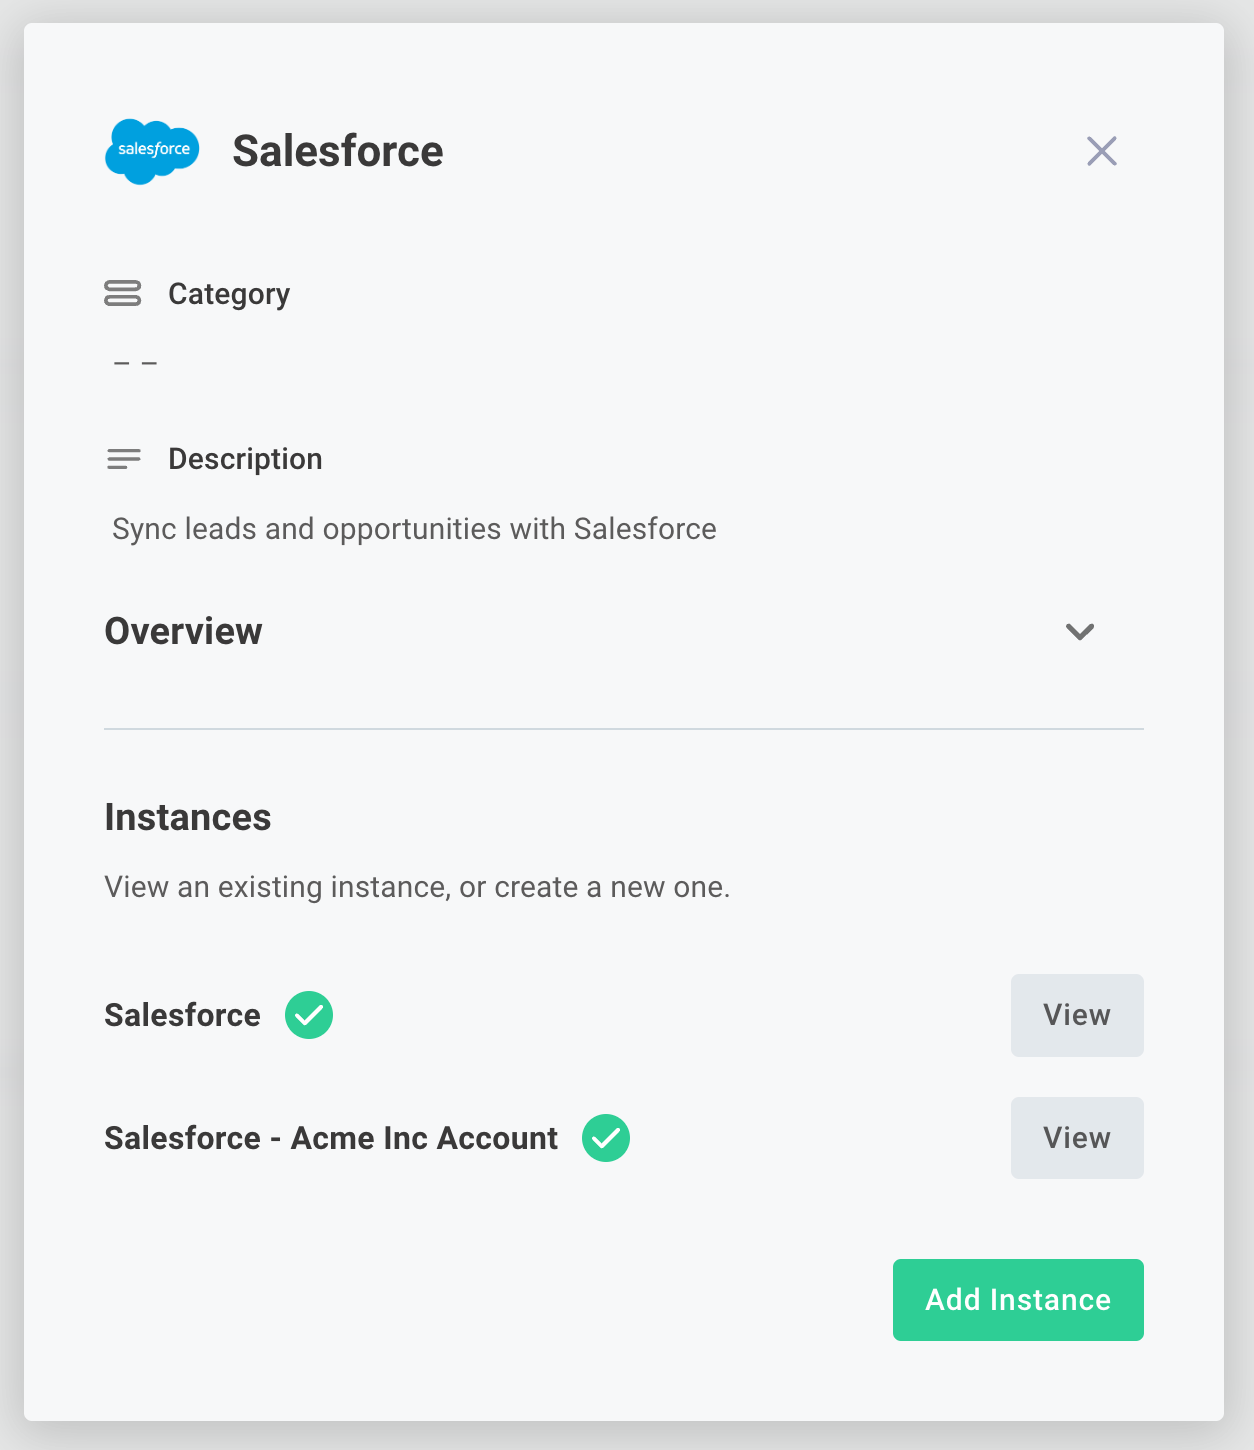 salesforce
Salesforce
Category
– –
Description
Sync leads and opportunities with Salesforce
Overview
Instances
View an existing instance, or create a new one.
Salesforce
View
Salesforce - Acme Inc Account
View
Add Instance